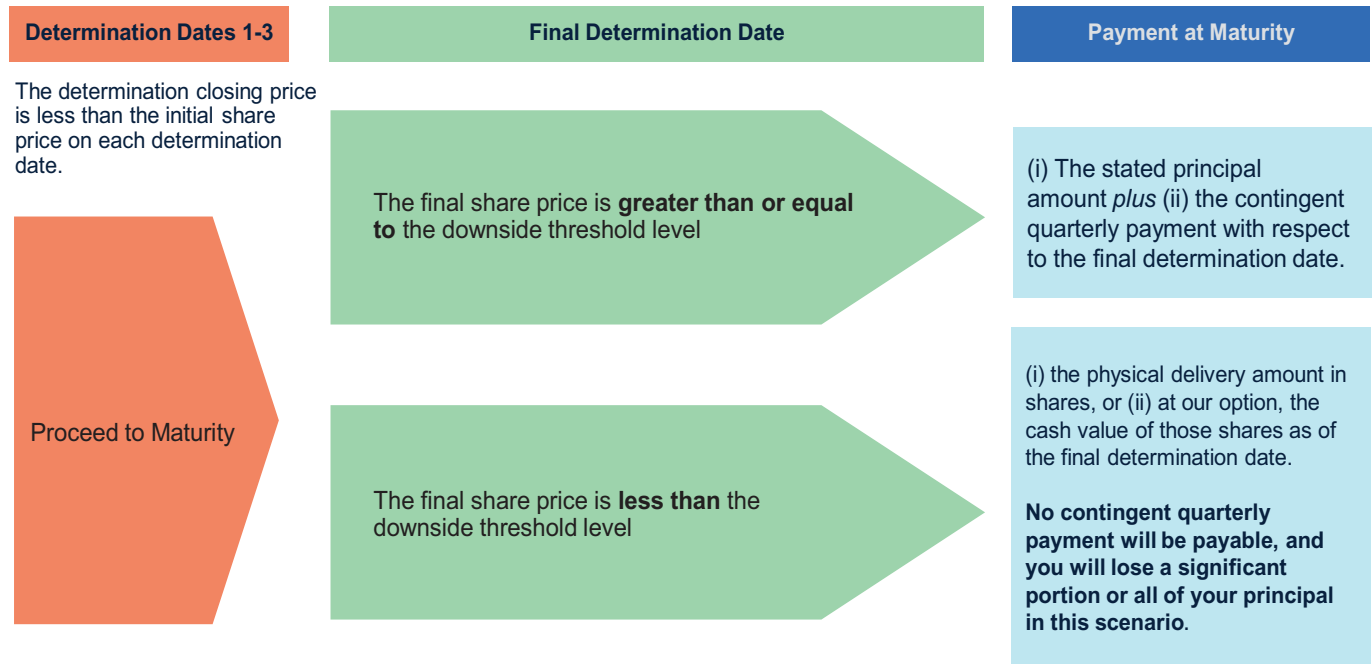 Determination Dates 1-3
Final Determination Date
Payment at Maturity
The determination closing price
is less than the initial share
price on each determination
date.
Proceed to Maturity
The final share price is greater than or equal
to the downside threshold level
(i) The stated principal
amount plus (ii) the contingent
quarterly payment with respect
to the final determination date.
The final share price is less than the
downside threshold level
(i) the physical delivery amount in
shares, or (ii) at our option, the
cash value of those shares as of
the final determination date.
No contingent quarterly
payment will be payable, and
you will lose a significant
portion or all of your principal
in this scenario.